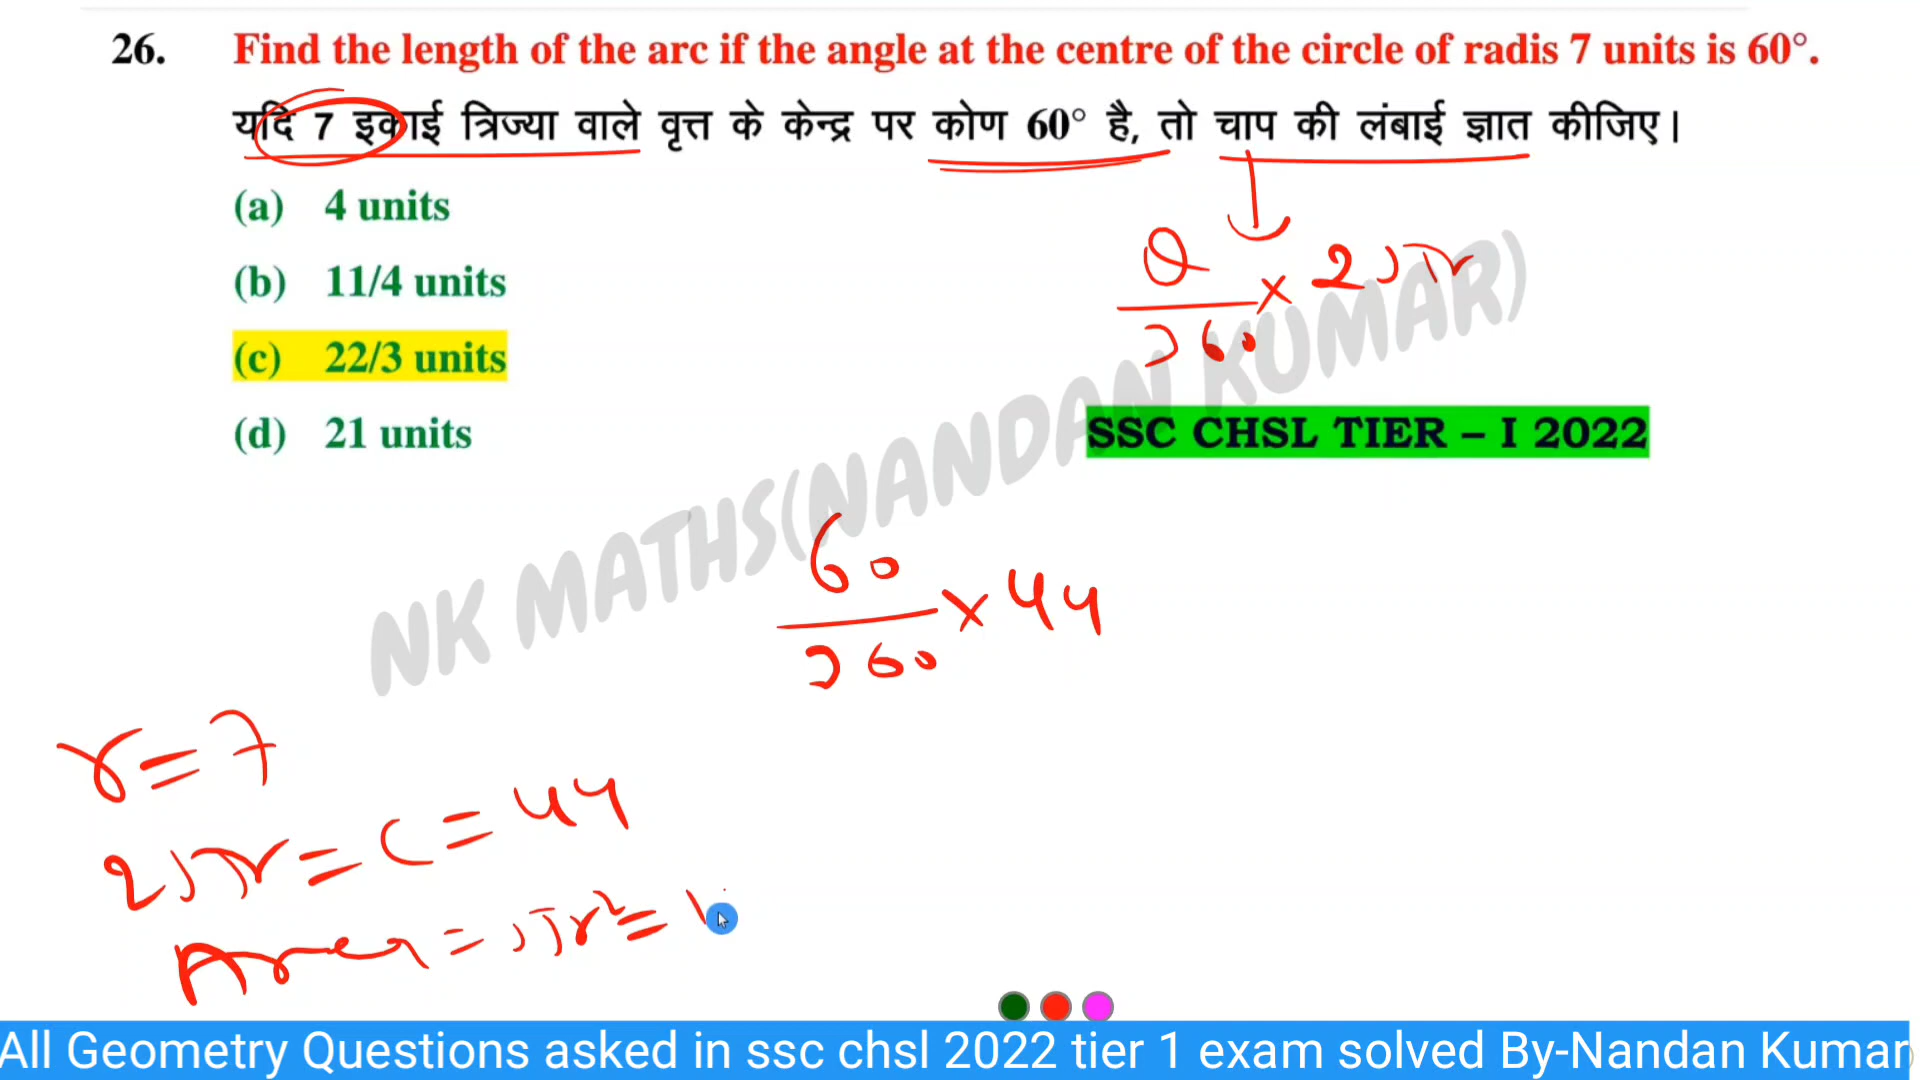 26. Find the length of the arc if the angle at the centre of the circle of radis 7 units is 60°.
यदि 7 इकाई त्रिज्या वाले वृत्त के केन्द्र पर कोण 60° है, तो चाप की लंबाई ज्ञात कीजिए।
(a) 4 units
(b) 11/4 units
(c) 22/3 units
(d) 21 units
θ/360 × 2πr
SSC CHSL TIER – I 2022
NK MATHS(NANDAN KUMAR)
60/360 × 44
r = 7
2πr = C = 44
Area = πr² =
All Geometry Questions asked in ssc chsl 2022 tier 1 exam solved By-Nandan Kumar